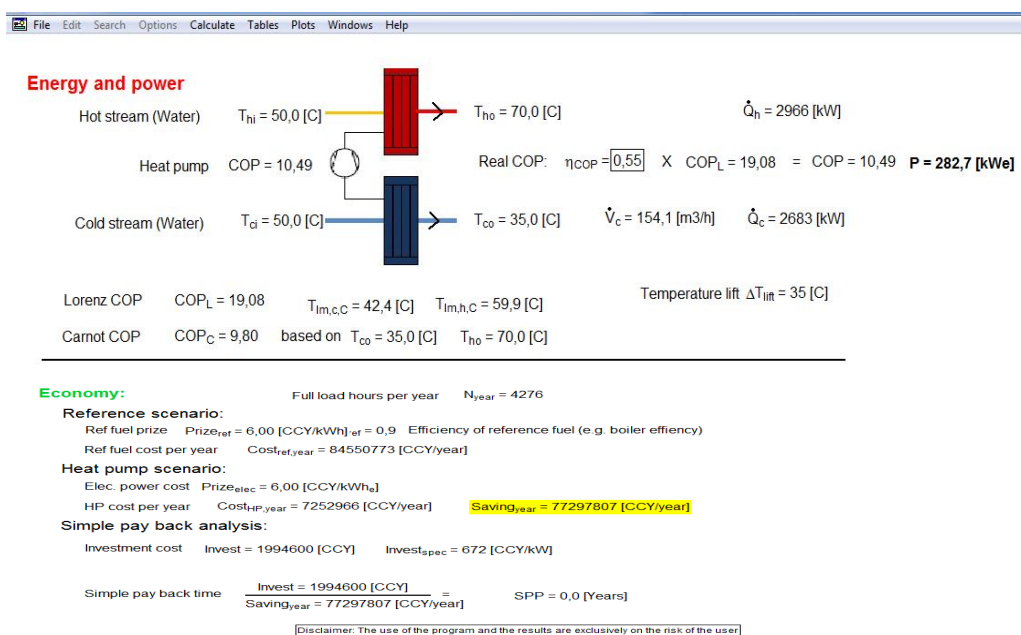 File Edit Search Options Calculate Tables Plots Windows Help
Energy and power
Hot stream (Water) Thi = 50,0 [C] Tho = 70,0 [C] Q̇h = 2966 [kW]
Heat pump COP = 10,49 Real COP: ηCOP = 0,55 X COPL = 19,08 = COP = 10,49 P = 282,7 [kWe]
Cold stream (Water) Tci = 50,0 [C] Tco = 35,0 [C] V̇c = 154,1 [m3/h] Q̇c = 2683 [kW]
Lorenz COP COPL = 19,08 Tlm,c,C = 42,4 [C] Tlm,h,C = 59,9 [C] Temperature lift ΔTlift = 35 [C]
Carnot COP COPC = 9,80 based on Tco = 35,0 [C] Tho = 70,0 [C]
Economy: Full load hours per year Nyear = 4276
Reference scenario:
Ref fuel prize Prizeref = 6,00 [CCY/kWh] ref = 0,9 Efficiency of reference fuel (e.g. boiler effiency)
Ref fuel cost per year Costref,year = 84550773 [CCY/year]
Heat pump scenario:
Elec. power cost Prizeelec = 6,00 [CCY/kWhe]
HP cost per year CostHP,year = 7252966 [CCY/year] Savingyear = 77297807 [CCY/year]
Simple pay back analysis:
Investment cost Invest = 1994600 [CCY] Investspec = 672 [CCY/kW]
Invest = 1994600 [CCY]
Simple pay back time = SPP = 0,0 [Years]
Savingyear = 77297807 [CCY/year]
Disclaimer: The use of the program and the results are exclusively on the risk of the user